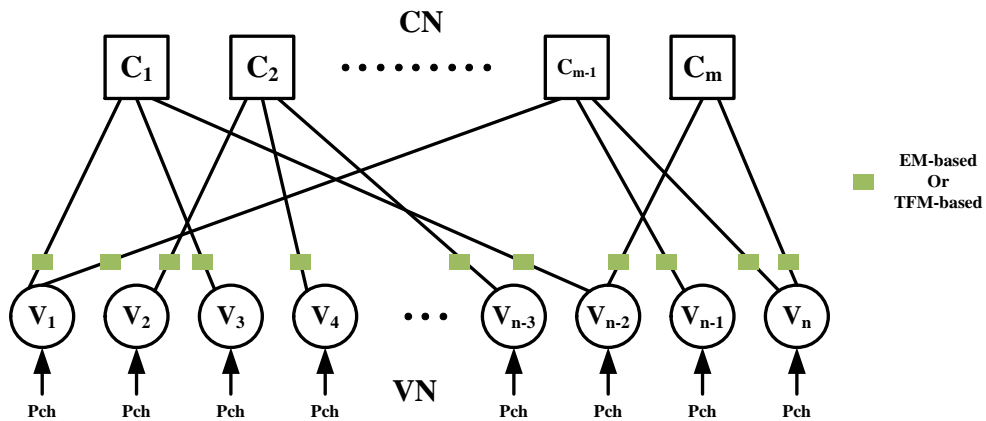 CN
C1 C2 ········· Cm-1 Cm
EM-based
Or
TFM-based
V1 V2 V3 V4 ··· Vn-3 Vn-2 Vn-1 Vn
VN
Pch Pch Pch Pch Pch Pch Pch Pch